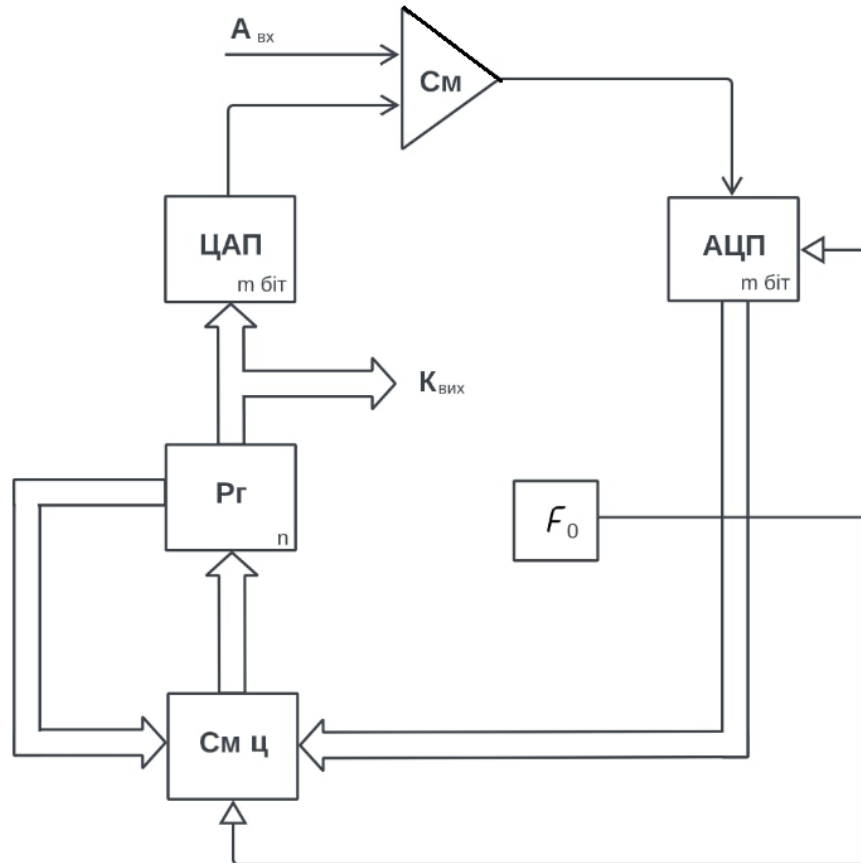 А вх
См
ЦАП
m біт
АЦП
m біт
К вих
Рг
n
F 0
См ц